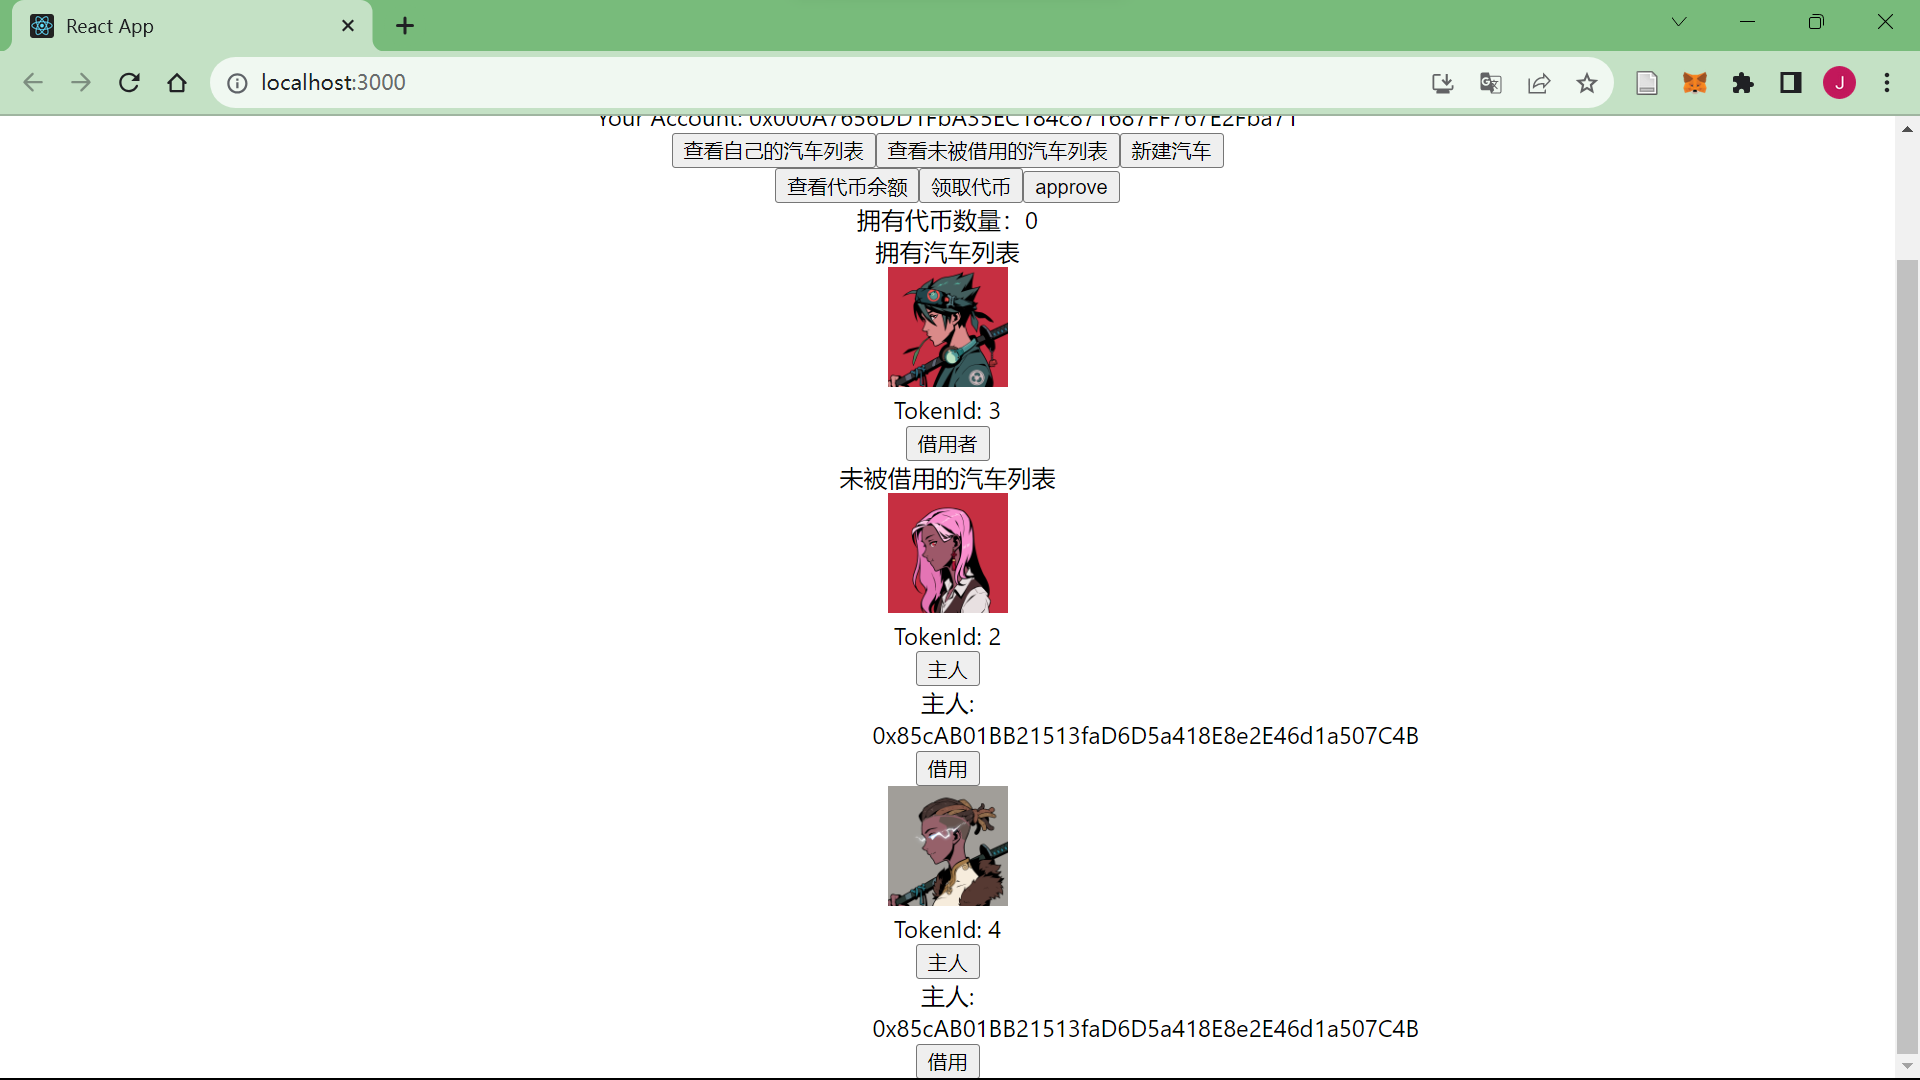 React App
localhost:3000
J
Your Account: 0x000A7656DD1FbA35EC184c871687FF767E2Fba71
查看自己的汽车列表 查看未被借用的汽车列表 新建汽车
查看代币余额 领取代币 approve
拥有代币数量：0
拥有汽车列表
TokenId: 3
借用者
未被借用的汽车列表
TokenId: 2
主人
主人:
0x85cAB01BB21513faD6D5a418E8e2E46d1a507C4B
借用
TokenId: 4
主人
主人:
0x85cAB01BB21513faD6D5a418E8e2E46d1a507C4B
借用